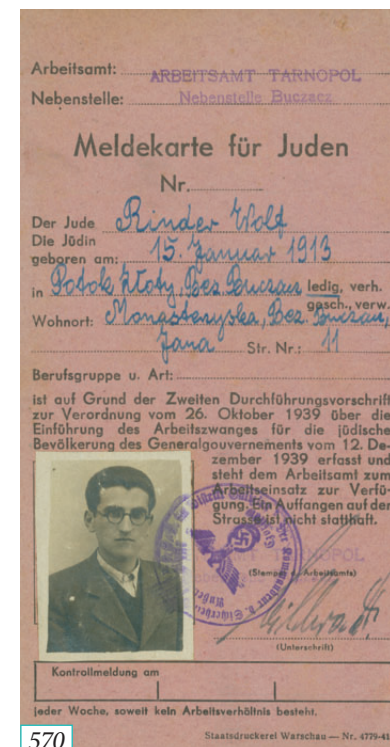 Arbeitsamt: ARBEITSAMT TARNOPOL
Nebenstelle: Nebenstelle Buczacz
Meldekarte für Juden
Nr.
Der Jude Rinder Wolf
Die Jüdin
geboren am: 15. Januar 1913
in Potok Złoty, Bez. Buczacz ledig, verh.
gesch., verw.
Wohnort: Monasteryska, Bez. Buczacz,
Jana Str. Nr.: 11
Berufsgruppe u. Art:
ist auf Grund der Zweiten Durchführungsvorschrift
zur Verordnung vom 26. Oktober 1939 über die
Einführung des Arbeitszwanges für die jüdische
Bevölkerung des Generalgouvernements vom 12. De-
zember 1939 erfasst und
steht dem Arbeitsamt zum
Arbeitseinsatz zur Verfü-
gung. Ein Auffangen auf der
Strasse ist nicht statthaft.
TARNOPOL
(Stempel d. Arbeitsamts)
(Unterschrift)
Kontrollmeldung am
jeder Woche, soweit kein Arbeitsverhältnis besteht.
570
Staatsdruckerei Warschau — Nr. 4779-41